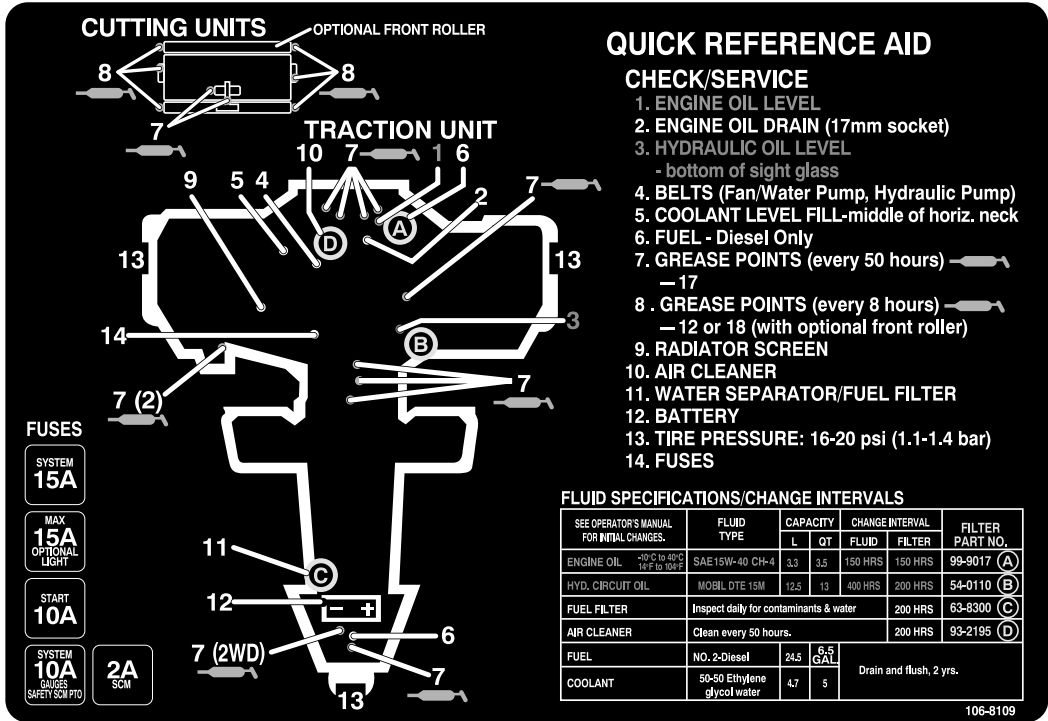 CUTTING UNITS
OPTIONAL FRONT ROLLER
8
8
7
TRACTION UNIT
10
7
1
6
9
5
4
2
7
D
A
13
13
14
3
B
7 (2)
7
11
C
12
- +
7 (2WD)
6
7
13
FUSES
SYSTEM
15A
MAX
15A
OPTIONAL
LIGHT
START
10A
SYSTEM
10A
GAUGES
SAFETY SCM PTO
2A
SCM
QUICK REFERENCE AID
CHECK/SERVICE
1. ENGINE OIL LEVEL
2. ENGINE OIL DRAIN (17mm socket)
3. HYDRAULIC OIL LEVEL
- bottom of sight glass
4. BELTS (Fan/Water Pump, Hydraulic Pump)
5. COOLANT LEVEL FILL-middle of horiz. neck
6. FUEL - Diesel Only
7. GREASE POINTS (every 50 hours)
— 17
8 . GREASE POINTS (every 8 hours)
— 12 or 18 (with optional front roller)
9. RADIATOR SCREEN
10. AIR CLEANER
11. WATER SEPARATOR/FUEL FILTER
12. BATTERY
13. TIRE PRESSURE: 16-20 psi (1.1-1.4 bar)
14. FUSES
FLUID SPECIFICATIONS/CHANGE INTERVALS
SEE OPERATOR'S MANUAL FOR INITIAL CHANGES. FLUID TYPE CAPACITY CHANGE INTERVAL FILTER PART NO.
L QT FLUID FILTER
ENGINE OIL -10°C to 40°C 14°F to 104°F SAE15W-40 CH-4 3.3 3.5 150 HRS 150 HRS 99-9017 A
HYD. CIRCUIT OIL MOBIL DTE 15M 12.5 13 400 HRS 200 HRS 54-0110 B
FUEL FILTER Inspect daily for contaminants & water 200 HRS 63-8300 C
AIR CLEANER Clean every 50 hours. 200 HRS 93-2195 D
FUEL NO. 2-Diesel 24.5 6.5 GAL. Drain and flush, 2 yrs.
COOLANT 50-50 Ethylene glycol water 4.7 5
106-8109